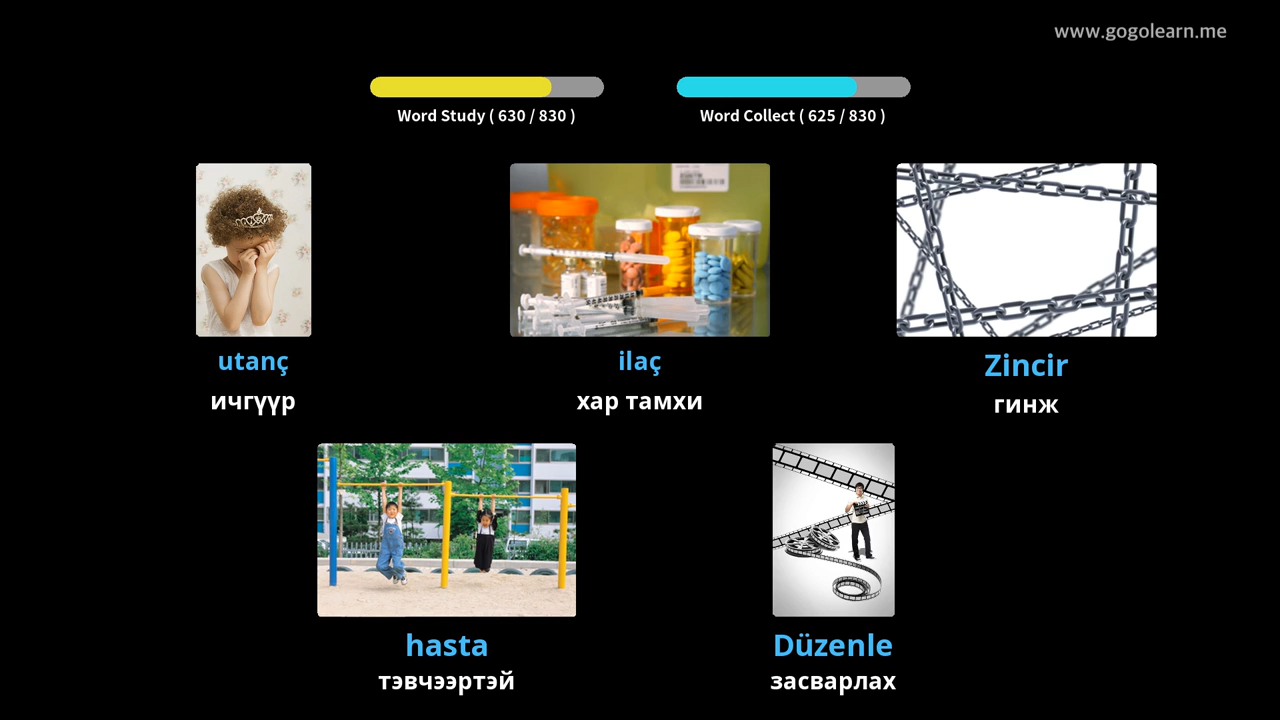 www.gogolearn.me
Word Study ( 630 / 830 )
Word Collect ( 625 / 830 )
utanç
ичгүүр
ilaç
хар тамхи
Zincir
гинж
hasta
тэвчээртэй
Düzenle
засварлах